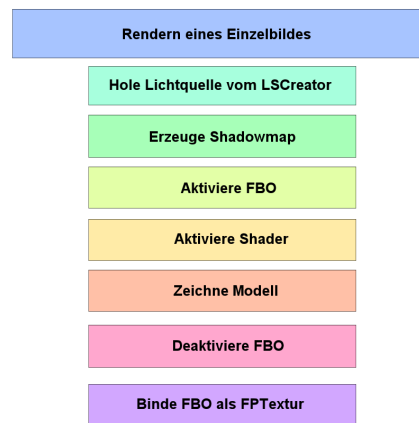 Rendern eines Einzelbildes
Hole Lichtquelle vom LSCreator
Erzeuge Shadowmap
Aktiviere FBO
Aktiviere Shader
Zeichne Modell
Deaktiviere FBO
Binde FBO als FPTextur